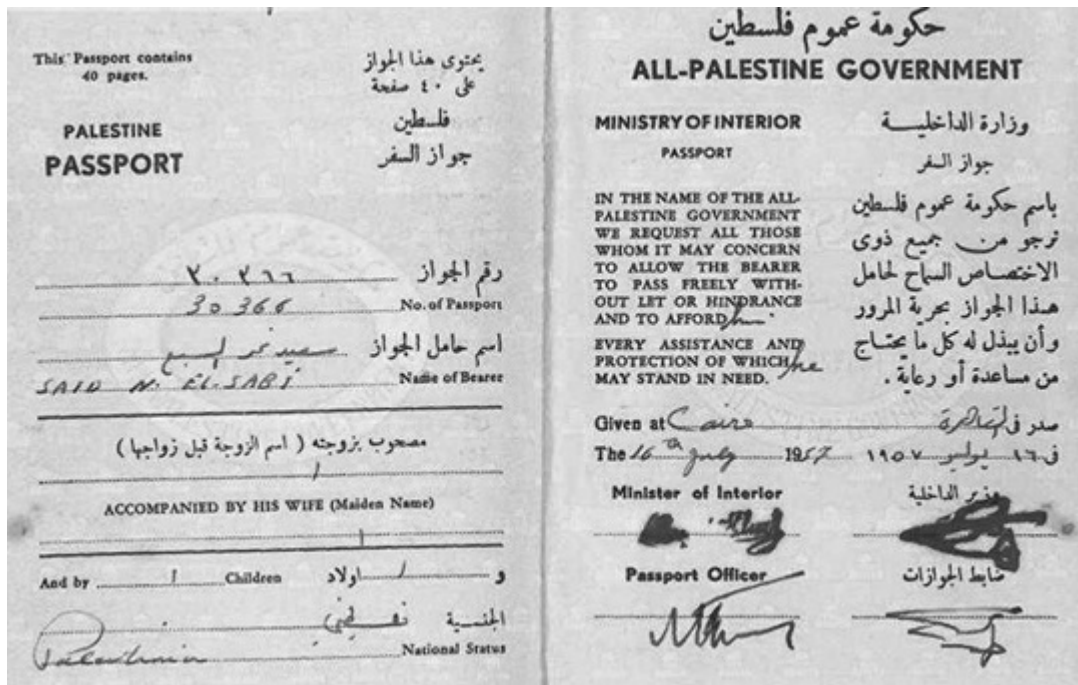 This Passport contains
40 pages.
يحتوى هذا الجواز
على ٤٠ صفحة
PALESTINE
PASSPORT
فلسطين
جواز السفر
رقم الجواز ٣٠٣٦٦
30366 No. of Passport
اسم حامل الجواز سعيد نمر السبع
SAID N. EL-SABI Name of Bearer
مصحوب بزوجته ( اسم الزوجة قبل زواجها )
/
ACCOMPANIED BY HIS WIFE (Maiden Name)
/
And by / Children و / اولاد
الجنسية فلسطيني
Palestinian National Status
حكومة عموم فلسطين
ALL-PALESTINE GOVERNMENT
MINISTRY OF INTERIOR
PASSPORT
وزارة الداخليـــة
جواز السفر
IN THE NAME OF THE ALL-
PALESTINE GOVERNMENT
WE REQUEST ALL THOSE
WHOM IT MAY CONCERN
TO ALLOW THE BEARER
TO PASS FREELY WITH-
OUT LET OR HINDRANCE
AND TO AFFORD him
EVERY ASSISTANCE AND
PROTECTION OF WHICH he
MAY STAND IN NEED.
باسم حكومة عموم فلسطين
نرجو من جميع ذوى
الاختصاص السماح لحامل
هـذا الجواز بحرية المرور
وأن يبذل له كل ما يحتاج
من مساعدة أو رعاية .
Given at Cairo صدر فى القاهرة
The 16th July 1957 فى ١٦ يوليو ١٩٥٧
Minister of Interior وزير الداخلية
Passport Officer ضابط الجوازات